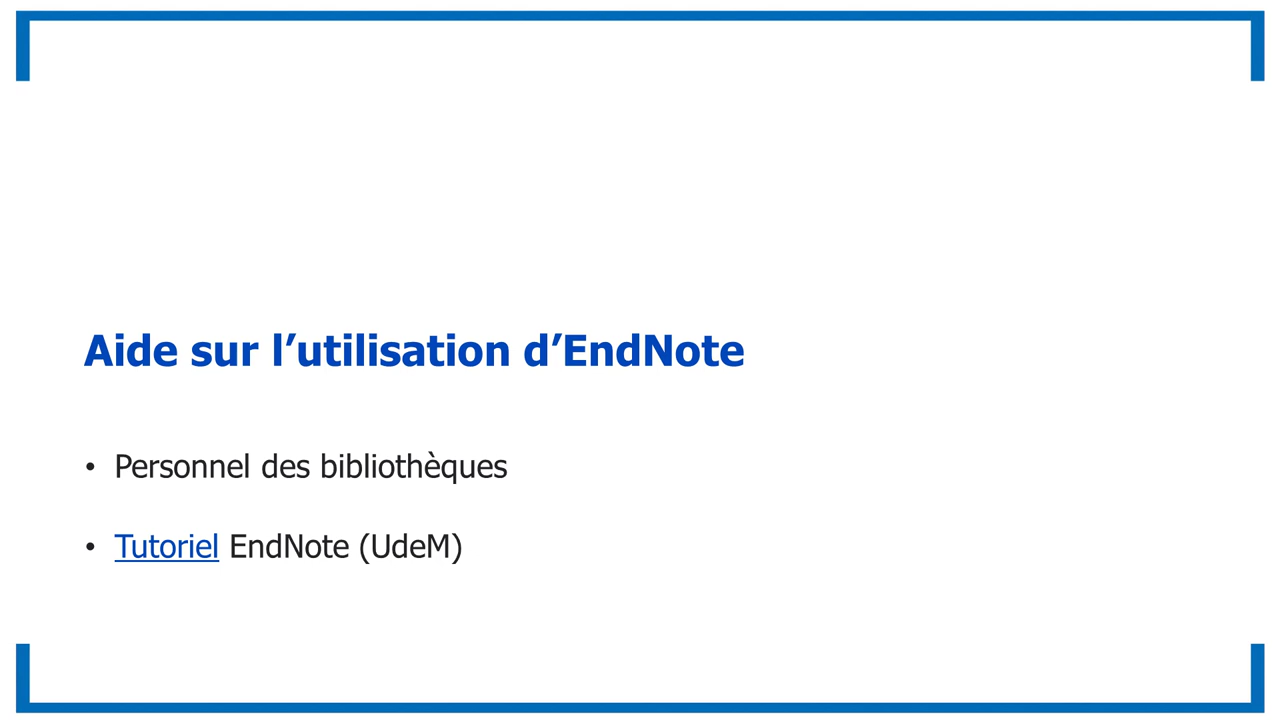 Aide sur l’utilisation d’EndNote
• Personnel des bibliothèques
• Tutoriel EndNote (UdeM)